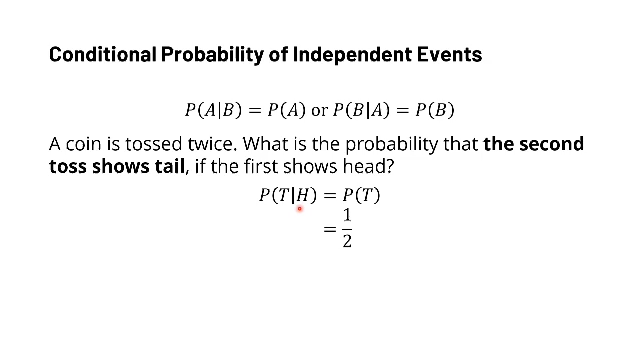 Conditional Probability of Independent Events
P(A|B) = P(A) or P(B|A) = P(B)
A coin is tossed twice. What is the probability that the second
toss shows tail, if the first shows head?
P(T|H) = P(T)
= 1/2